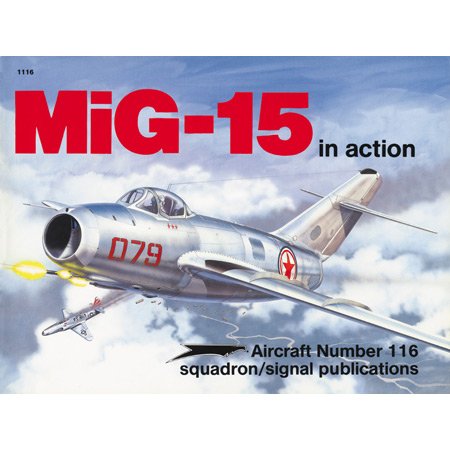 1116
MiG-15
in action
079
Aircraft Number 116
squadron/signal publications